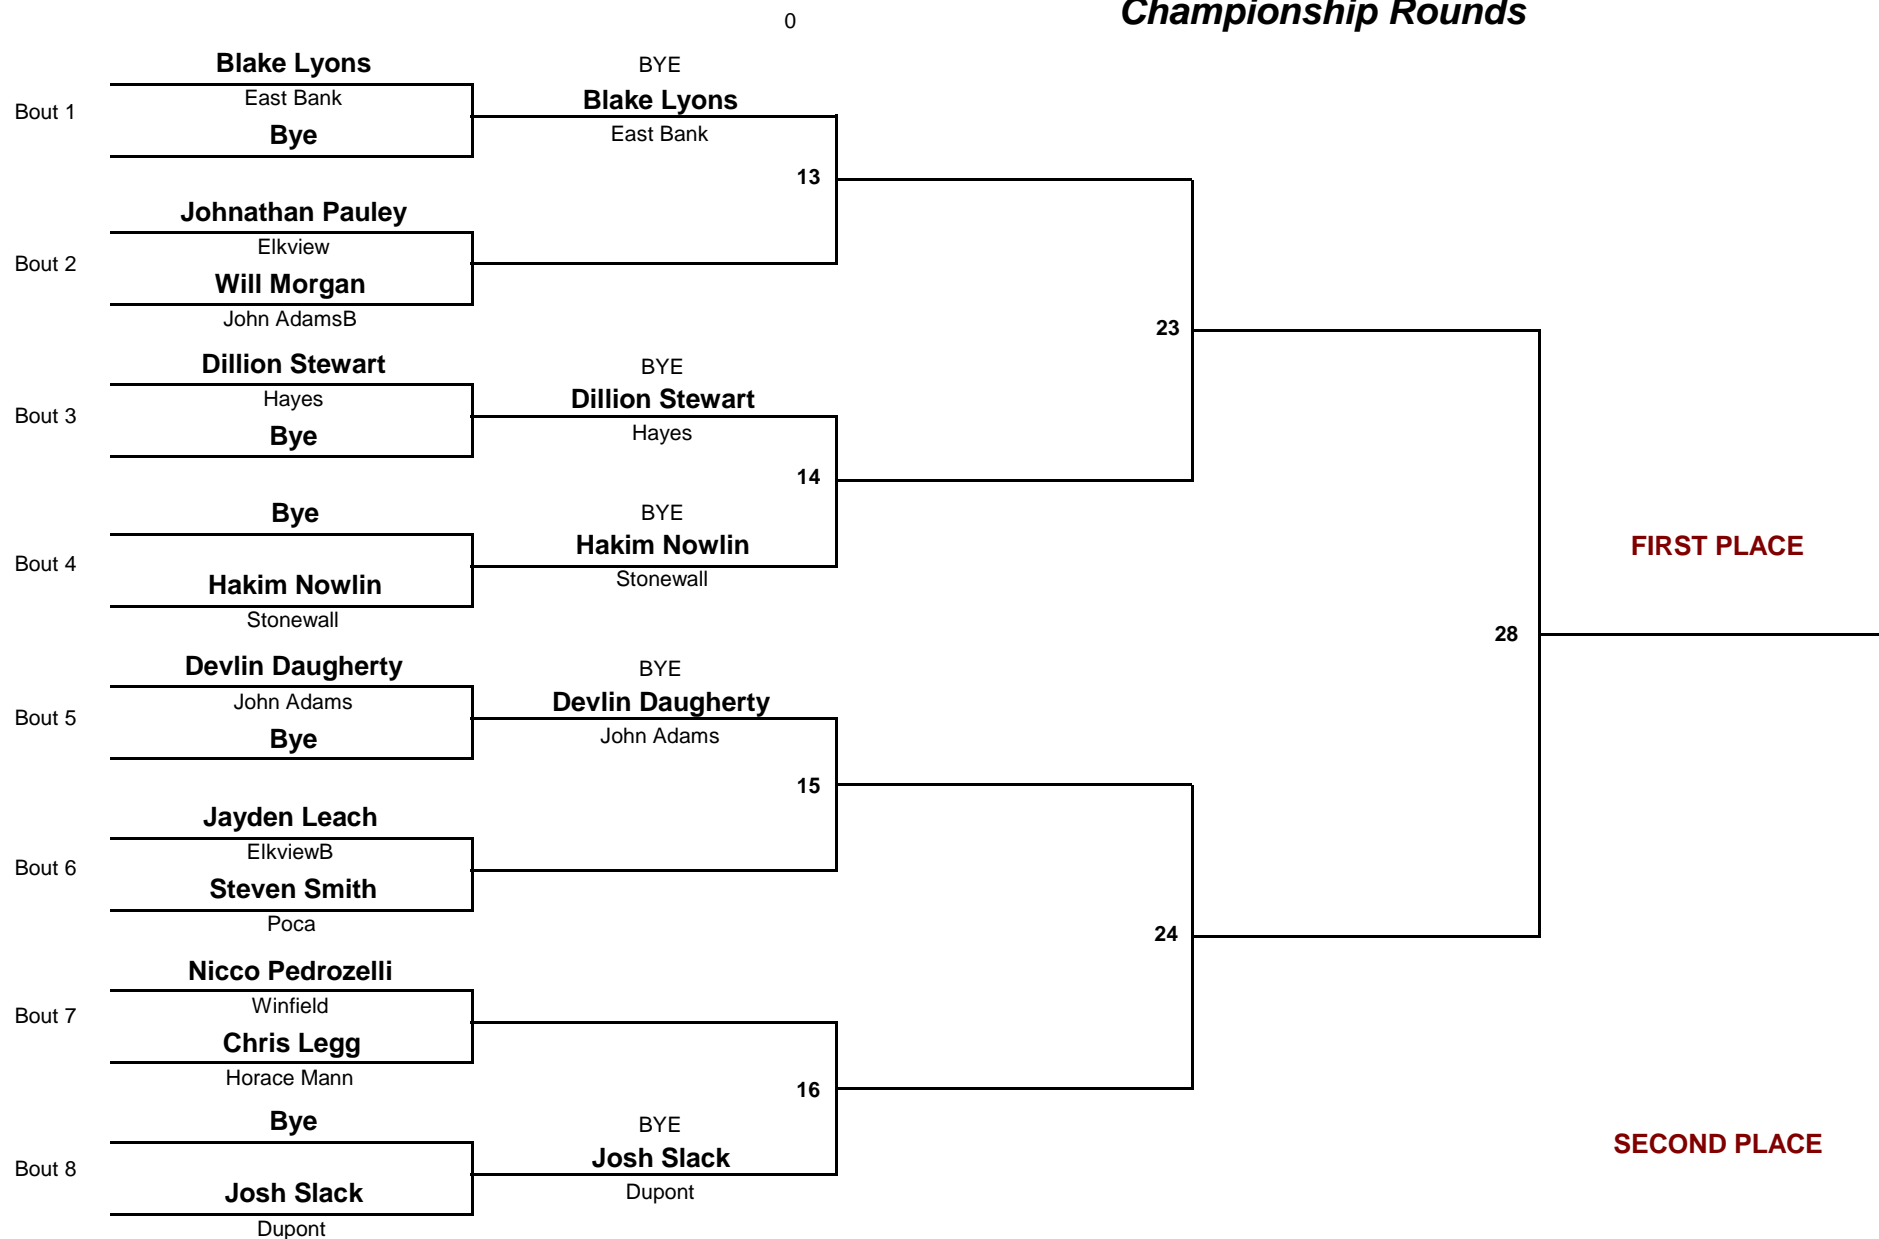 0
Championship Rounds
Blake Lyons
BYE
East Bank
Blake Lyons
Bout 1
Bye
East Bank
13
Johnathan Pauley
Elkview
Bout 2
Will Morgan
John AdamsB
23
Dillion Stewart
BYE
Hayes
Dillion Stewart
Bout 3
Bye
Hayes
14
Bye
BYE
Hakim Nowlin
Bout 4
Hakim Nowlin
Stonewall
Stonewall
FIRST PLACE
28
Devlin Daugherty
BYE
John Adams
Devlin Daugherty
Bout 5
Bye
John Adams
15
Jayden Leach
ElkviewB
Bout 6
Steven Smith
Poca
24
Nicco Pedrozelli
Winfield
Bout 7
Chris Legg
Horace Mann
16
Bye
BYE
Josh Slack
Bout 8
Josh Slack
Dupont
Dupont
SECOND PLACE